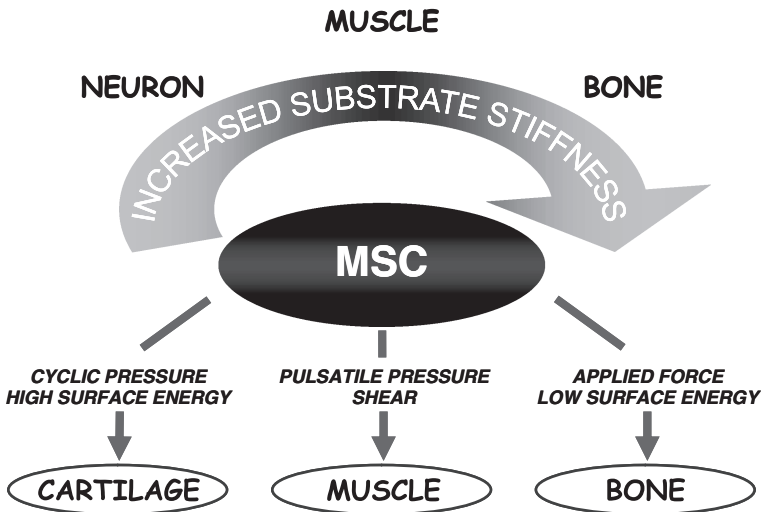 MUSCLE
NEURON
BONE
INCREASED SUBSTRATE STIFFNESS
MSC
CYCLIC PRESSURE
HIGH SURFACE ENERGY
PULSATILE PRESSURE
SHEAR
APPLIED FORCE
LOW SURFACE ENERGY
CARTILAGE
MUSCLE
BONE